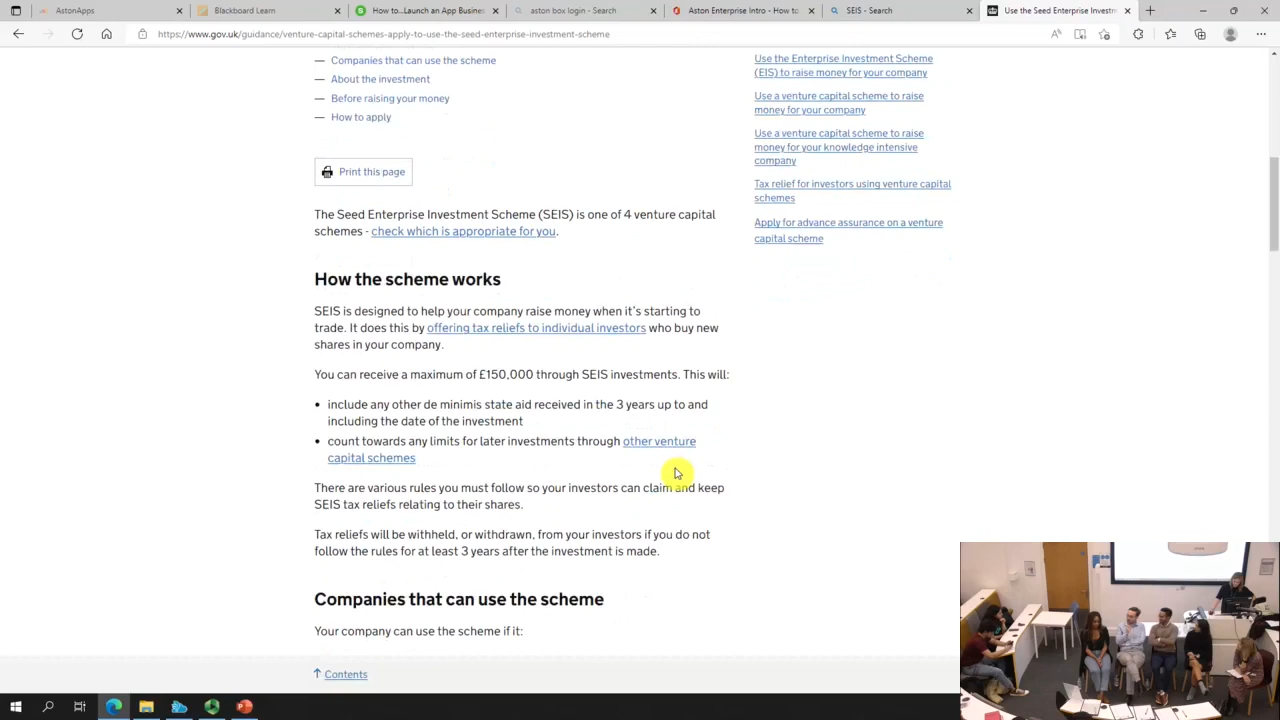 AstonApps
Blackboard Learn
How to...Launch an App Business
aston box login - Search
Aston Enterprise Intro - How to
SEIS - Search
Use the Seed Enterprise Investm
https://www.gov.uk/guidance/venture-capital-schemes-apply-to-use-the-seed-enterprise-investment-scheme
— Companies that can use the scheme
— About the investment
— Before raising your money
— How to apply
Print this page
The Seed Enterprise Investment Scheme (SEIS) is one of 4 venture capital
schemes - check which is appropriate for you.
How the scheme works
SEIS is designed to help your company raise money when it's starting to
trade. It does this by offering tax reliefs to individual investors who buy new
shares in your company.
You can receive a maximum of £150,000 through SEIS investments. This will:
• include any other de minimis state aid received in the 3 years up to and
including the date of the investment
• count towards any limits for later investments through other venture
capital schemes
There are various rules you must follow so your investors can claim and keep
SEIS tax reliefs relating to their shares.
Tax reliefs will be withheld, or withdrawn, from your investors if you do not
follow the rules for at least 3 years after the investment is made.
Companies that can use the scheme
Your company can use the scheme if it:
Contents
Use the Enterprise Investment Scheme
(EIS) to raise money for your company
Use a venture capital scheme to raise
money for your company
Use a venture capital scheme to raise
money for your knowledge intensive
company
Tax relief for investors using venture capital
schemes
Apply for advance assurance on a venture
capital scheme